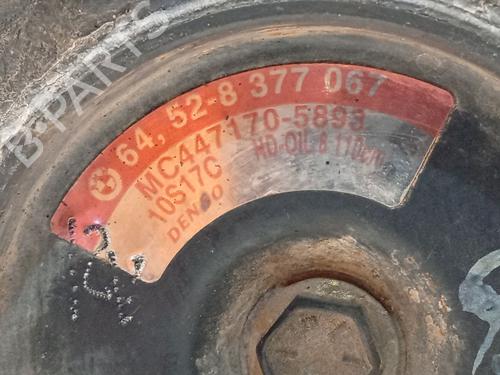 64, 52-8 377 067
MC447170-5893
HD-OIL 8 110cm
10S17C
DENSO
B-PARTS